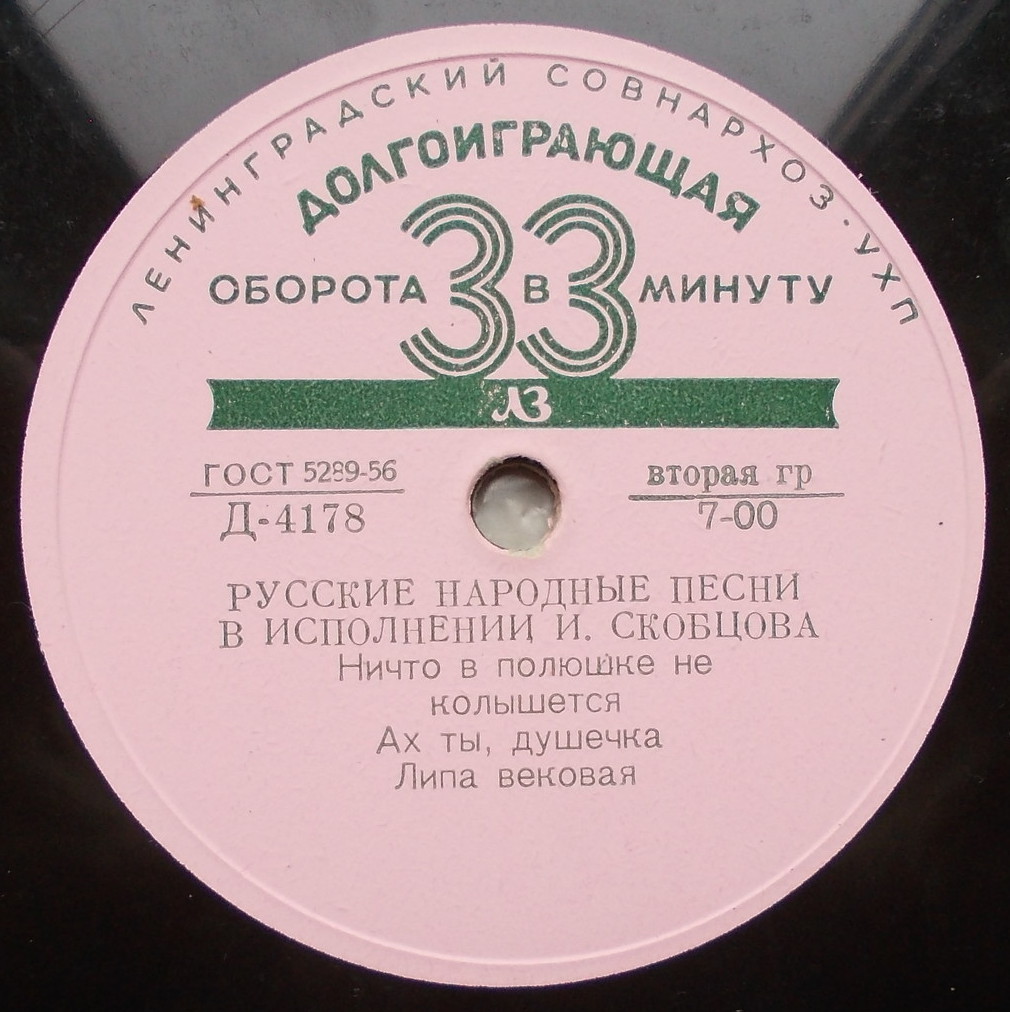 ЛЕНИНГРАДСКИЙ СОВНАРХОЗ·УХП
ДОЛГОИГРАЮЩАЯ
33
ОБОРОТА В МИНУТУ
ЛЗ
ГОСТ 5289-56
Д-4178
вторая гр
7-00
РУССКИЕ НАРОДНЫЕ ПЕСНИ
В ИСПОЛНЕНИИ И. СКОБЦОВА
Ничто в полюшке не
колышется
Ах ты, душечка
Липа вековая